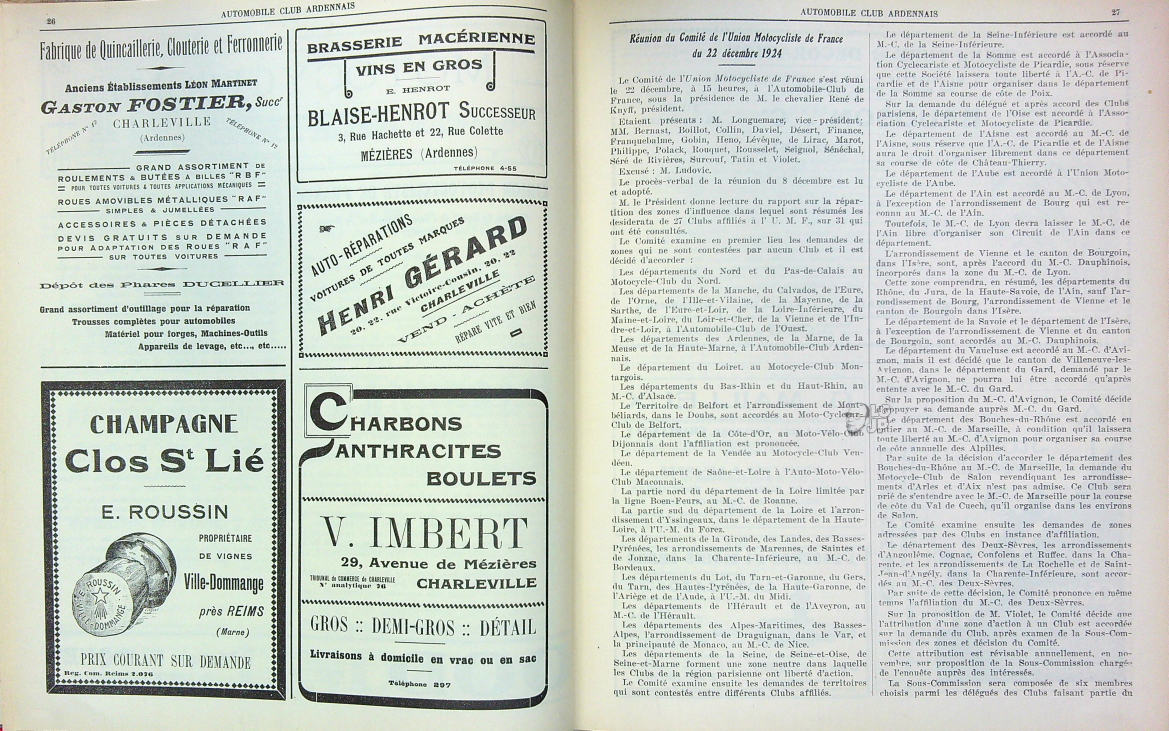 26
AUTOMOBILE CLUB ARDENNAIS
Fabrique de Quincaillerie, Clouterie et Ferronnerie
Anciens Établissements LÉON MARTINET
GASTON FOSTIER, Succr
TÉLÉPHONE No 12
CHARLEVILLE
(Ardennes)
TÉLÉPHONE No 12
GRAND ASSORTIMENT DE
ROULEMENTS & BUTÉES A BILLES "RBF"
POUR TOUTES VOITURES & TOUTES APPLICATIONS MÉCANIQUES
ROUES AMOVIBLES MÉTALLIQUES "RAF"
SIMPLES & JUMELLÉES
ACCESSOIRES & PIÈCES DÉTACHÉES
DEVIS GRATUITS SUR DEMANDE
POUR ADAPTATION DES ROUES "RAF"
SUR TOUTES VOITURES
Dépôt des Phares DUCELLIER
Grand assortiment d'outillage pour la réparation
Trousses complètes pour automobiles
Matériel pour forges, Machines-Outils
Appareils de levage, etc..., etc.....
BRASSERIE MACÉRIENNE
VINS EN GROS
E. HENROT
BLAISE-HENROT SUCCESSEUR
3, Rue Hachette et 22, Rue Colette
MÉZIÈRES (Ardennes)
TÉLÉPHONE 4-55
AUTO-RÉPARATIONS
VOITURES DE TOUTES MARQUES
HENRI GÉRARD
20, 22, rue Victoire-Cousin, 20, 22
CHARLEVILLE
VEND - ACHÈTE
RÉPARE VITE ET BIEN
CHAMPAGNE
Clos St Lié
E. ROUSSIN
PROPRIÉTAIRE
DE VIGNES
Ville-Dommange
près REIMS
(Marne)
ROUSSIN
VILLE-DOMMANGE
PRIX COURANT SUR DEMANDE
Reg. Com. Reims 2.026
CHARBONS
ANTHRACITES
BOULETS
V. IMBERT
29, Avenue de Mézières
TRIBUNAL DE COMMERCE DE CHARLEVILLE
No analytique 26
CHARLEVILLE
GROS :: DEMI-GROS :: DÉTAIL
Livraisons à domicile en vrac ou en sac
Téléphone 297
AUTOMOBILE CLUB ARDENNAIS
27
Réunion du Comité de l'Union Motocycliste de France
du 22 décembre 1924
Le Comité de l'Union Motocycliste de France s'est réuni
le 22 décembre, à 15 heures, à l'Automobile-Club de
France, sous la présidence de M. le chevalier René de
Knyff, président.
Etaient présents : M. Longuemare, vice-président;
MM. Bernast, Boillot, Collin, Daviel, Désert, Finance,
Franquebalme, Gobin, Heno, Lévêque, de Lirac, Marot,
Philippe, Polack, Rouquet, Rousselet, Seignol, Sénéchal,
Séré de Rivières, Surcouf, Tatin et Violet.
Excusé : M. Ludovic.
Le procès-verbal de la réunion du 8 décembre est lu
et adopté.
M. le Président donne lecture du rapport sur la répar-
tition des zones d'influence dans lequel sont résumés les
desiderata de 27 Clubs affiliés à l' U. M. F., sur 31 qui
ont été consultés.
Le Comité examine en premier lieu les demandes de
zones qui ne sont contestées par aucun Club et il est
décidé d'accorder :
Les départements du Nord et du Pas-de-Calais au
Motocycle-Club du Nord.
Les départements de la Manche, du Calvados, de l'Eure,
de l'Orne, de l'Ille-et-Vilaine, de la Mayenne, de la
Sarthe, de l'Eure-et-Loir, de la Loire-Inférieure, du
Maine-et-Loire, du Loir-et-Cher, de la Vienne et de l'In-
dre-et-Loir, à l'Automobile-Club de l'Ouest.
Les départements des Ardennes, de la Marne, de la
Meuse et de la Haute-Marne, à l'Automobile-Club Arden-
nais.
Le département du Loiret. au Motocycle-Club Mon-
targois.
Les départements du Bas-Rhin et du Haut-Rhin, au
M.-C. d'Alsace.
Le Territoire de Belfort et l'arrondissement de Mont-
béliards, dans le Doubs, sont accordés au Moto-Cycle-
Club de Belfort.
Le département de la Côte-d'Or, au Moto-Vélo-Club
Dijonnais dont l'affiliation est prononcée.
Le département de la Vendée au Motocycle-Club Ven-
déen.
Le département de Saône-et-Loire à l'Auto-Moto-Vélo-
Club Maconnais.
La partie nord du département de la Loire limitée par
la ligne Boen-Feurs, au M.-C. de Roanne.
La partie sud du département de la Loire et l'arron-
dissement d'Yssingeaux, dans le département de la Haute-
Loire, à l'U.-M. du Forez.
Les départements de la Gironde, des Landes, des Basses-
Pyrénées, les arrondissements de Marennes, de Saintes et
de Jonzac, dans la Charente-Inférieure, au M.-C. de
Bordeaux.
Les départements du Lot, du Tarn-et-Garonne, du Gers,
du Tarn, des Hautes-Pyrénées, de la Haute-Garonne, de
l'Ariège et de l'Aude, à l'U.-M. du Midi.
Les départements de l'Hérault et de l'Aveyron, au
M.-C. de l'Hérault.
Les départements des Alpes-Maritimes, des Basses-
Alpes, l'arrondissement de Draguignan, dans le Var, et
la principauté de Monaco, au M.-C. de Nice.
Les départements de la Seine, de Seine-et-Oise, de
Seine-et-Marne forment une zone neutre dans laquelle
les Clubs de la région parisienne ont liberté d'action.
Le Comité examine ensuite les demandes de territoires
qui sont contestés entre différents Clubs affiliés.
Le département de la Seine-Inférieure est accordé au
M.-C. de la Seine-Inférieure.
Le département de la Somme est accordé à l'Associa-
tion Cyclecariste et Motocycliste de Picardie, sous réserve
que cette Société laissera toute liberté à l'A.-C. de Pi-
cardie et de l'Aisne pour organiser dans le département
de la Somme sa course de côte de Poix.
Sur la demande du délégué et après accord des Clubs
parisiens, le département de l'Oise est accordé à l'Asso-
ciation Cyclecariste et Motocycliste de Picardie.
Le département de l'Aisne est accordé au M.-C. de
l'Aisne, sous réserve que l'A.-C. de Picardie et de l'Aisne
aura le droit d'organiser librement dans ce département
sa course de côte de Château-Thierry.
Le département de l'Aube est accordé à l'Union Moto-
cycliste de l'Aube.
Le département de l'Ain est accordé au M.-C. de Lyon,
à l'exception de l'arrondissement de Bourg qui est re-
connu au M.-C. de l'Ain.
Toutefois, le M.-C. de Lyon devra laisser le M.-C. de
l'Ain libre d'organiser son Circuit de l'Ain dans ce
département.
L'arrondissement de Vienne et le canton de Bourgoin,
dans l'Isère, sont, après l'accord du M.-C. Dauphinois,
incorporés dans la zone du M.-C. de Lyon.
Cette zone comprendra, en résumé, les départements du
Rhône, du Jura, de la Haute-Savoie, de l'Ain, sauf l'ar-
rondissement de Bourg, l'arrondissement de Vienne et le
canton de Bourgoin dans l'Isère.
Le département de la Savoie et le département de l'Isère,
à l'exception de l'arrondissement de Vienne et du canton
de Bourgoin, sont accordés au M.-C. Dauphinois.
Le département du Vaucluse est accordé au M.-C. d'Avi-
gnon, mais il est décidé que le canton de Villeneuve-les-
Avignon, dans le département du Gard, demandé par le
M.-C. d'Avignon, ne pourra lui être accordé qu'après
entente avec le M.-C. du Gard.
Sur la proposition du M.-C. d'Avignon, le Comité décide
d'appuyer sa demande auprès M.-C. du Gard.
Le département des Bouches-du-Rhône est accordé en
entier au M.-C. de Marseille, à condition qu'il laissera
toute liberté au M.-C. d'Avignon pour organiser sa course
de côte annuelle des Alpilles.
Par suite de la décision d'accorder le département des
Bouches-du-Rhône au M.-C. de Marseille, la demande du
Motocycle-Club de Salon revendiquant les arrondisse-
ments d'Arles et d'Aix n'est pas admise. Ce Club sera
prié de s'entendre avec le M.-C. de Marseille pour la course
de côte du Val de Cuech, qu'il organise dans les environs
de Salon.
Le Comité examine ensuite les demandes de zones
adressées par des Clubs en instance d'affiliation.
Le département des Deux-Sèvres, les arrondissements
d'Angoulême, Cognac, Confolens et Ruffec, dans la Cha-
rente, et les arrondissements de La Rochelle et de Saint-
Jean-d'Angély, dans la Charente-Inférieure, sont accor-
dés au M.-C. des Deux-Sèvres.
Par suite de cette décision, le Comité prononce en même
temps l'affiliation du M.-C. des Deux-Sèvres.
Sur la proposition de M. Violet, le Comité décide que
l'attribution d'une zone d'action à un Club est accordée
sur la demande du Club, après examen de la Sous-Com-
mission des zones et décision du Comité.
Cette attribution est révisable annuellement, en no-
vembre, sur proposition de la Sous-Commission chargée
de l'enquête auprès des intéressés.
La Sous-Commission sera composée de six membres
choisis parmi les délégués des Clubs faisant partie du